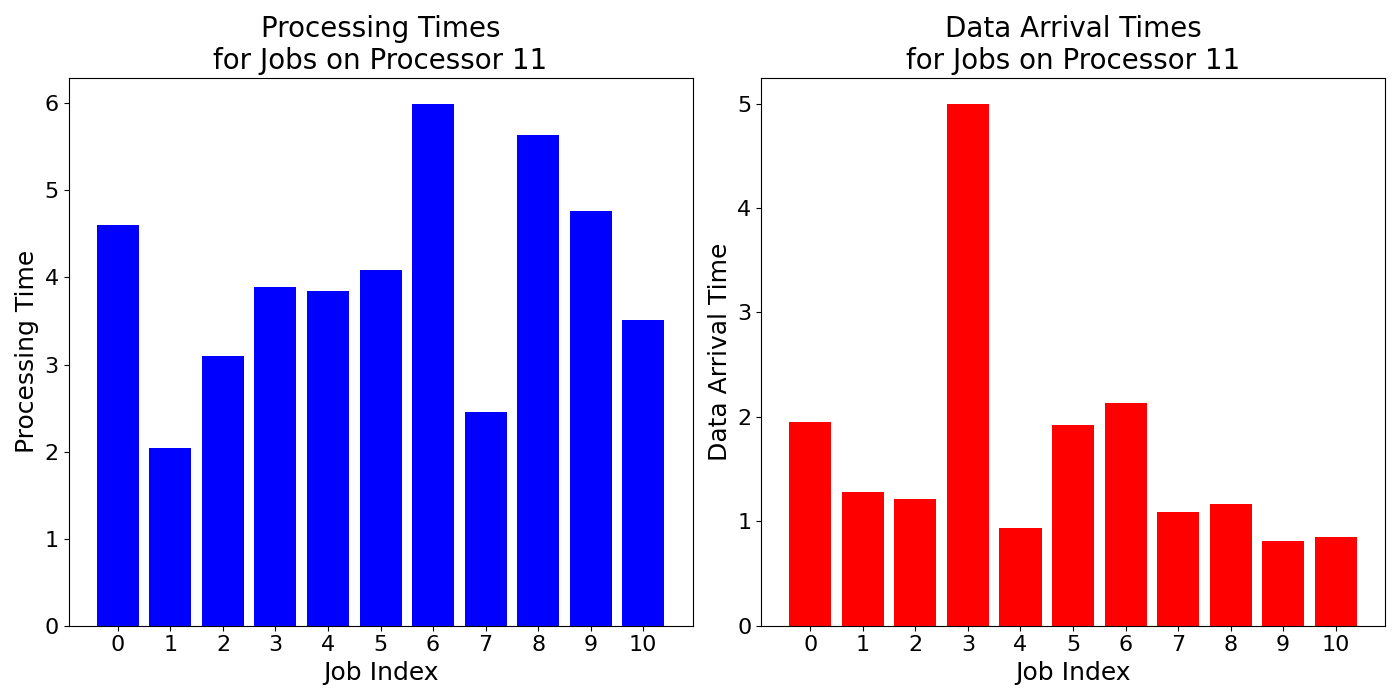 Processing Times
for Jobs on Processor 11
Processing Time
6
5
4
3
2
1
0
0 1 2 3 4 5 6 7 8 9 10
Job Index
Data Arrival Times
for Jobs on Processor 11
Data Arrival Time
5
4
3
2
1
0
0 1 2 3 4 5 6 7 8 9 10
Job Index